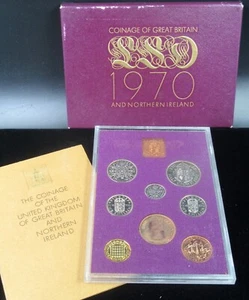 COINAGE OF GREAT BRITAIN
LSD
1970
AND NORTHERN IRELAND
THE COINAGE
OF THE
UNITED KINGDOM
OF GREAT BRITAIN
AND
NORTHERN
IRELAND